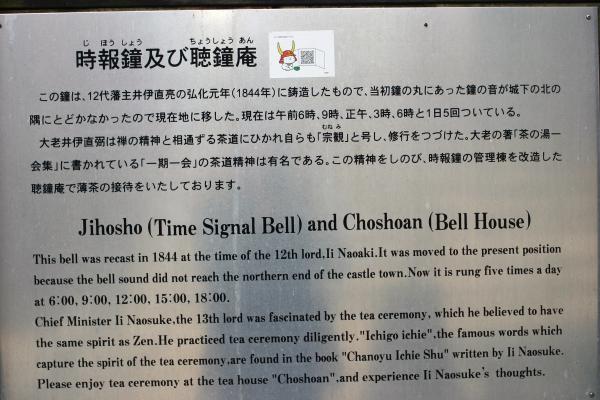 じ ほう しょう ちょうしょう あん
時報鐘及び聴鐘庵
この鐘は、12代藩主井伊直亮の弘化元年(1844年)に鋳造したもので、当初鐘の丸にあった鐘の音が城下の北の
隅にとどかなかったので現在地に移した。現在は午前6時、9時、正午、3時、6時と1日5回ついている。
むね み
大老井伊直弼は禅の精神と相通ずる茶道にひかれ自らも「宗観」と号し、修行をつづけた。大老の著「茶の湯一
会集」に書かれている「一期一会」の茶道精神は有名である。この精神をしのび、時報鐘の管理棟を改造した
聴鐘庵で薄茶の接待をいたしております。
Jihosho (Time Signal Bell) and Choshoan (Bell House)
This bell was recast in 1844 at the time of the 12th lord,Ii Naoaki.It was moved to the present position
because the bell sound did not reach the northern end of the castle town.Now it is rung five times a day
at 6:00, 9:00, 12:00, 15:00, 18:00.
Chief Minister Ii Naosuke,the 13th lord was fascinated by the tea ceremony, which he believed to have
the same spirit as Zen.He practiced tea ceremony diligently."Ichigo ichie",the famous words which
capture the spirit of the tea ceremony,are found in the book "Chanoyu Ichie Shu" written by Ii Naosuke.
Please enjoy tea ceremony at the tea house "Choshoan",and experience Ii Naosuke's thoughts.